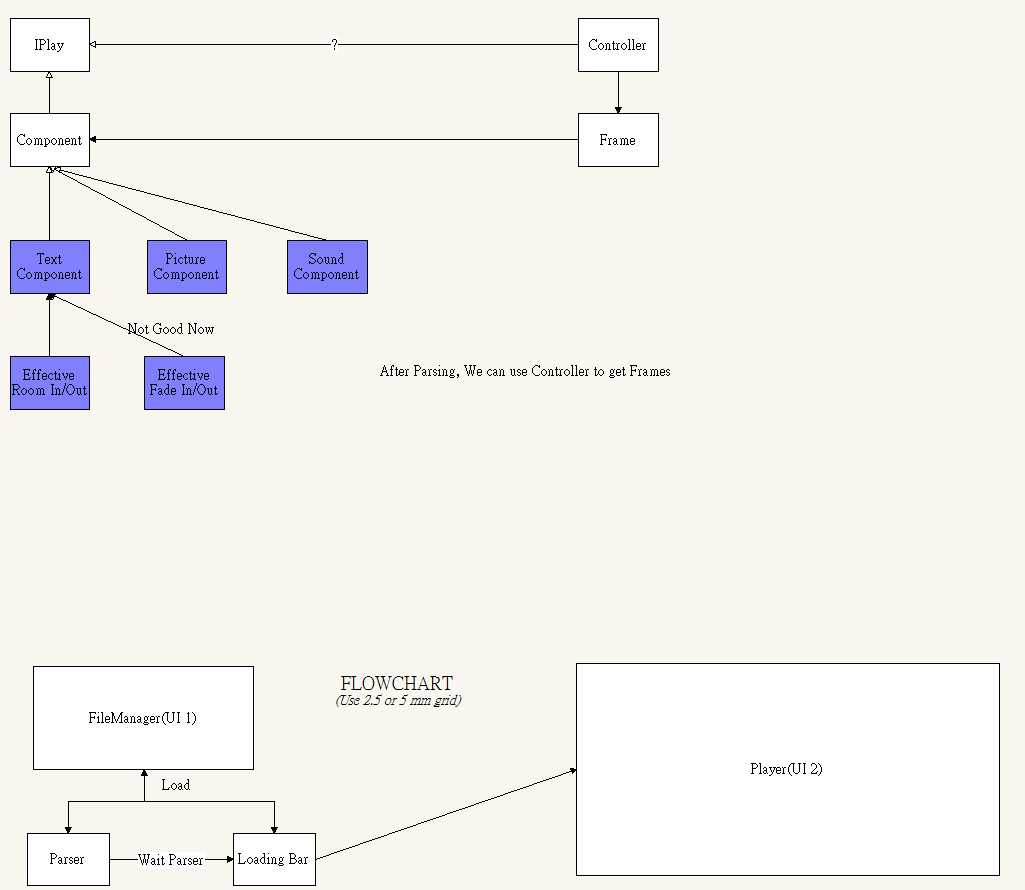 IPlay
?
Controller
Component
Frame
Text
Component
Picture
Component
Sound
Component
Not Good Now
Effective
Room In/Out
Effective
Fade In/Out
After Parsing, We can use Controller to get Frames
FLOWCHART
(Use 2.5 or 5 mm grid)
FileManager(UI 1)
Player(UI 2)
Load
Parser
Wait Parser
Loading Bar